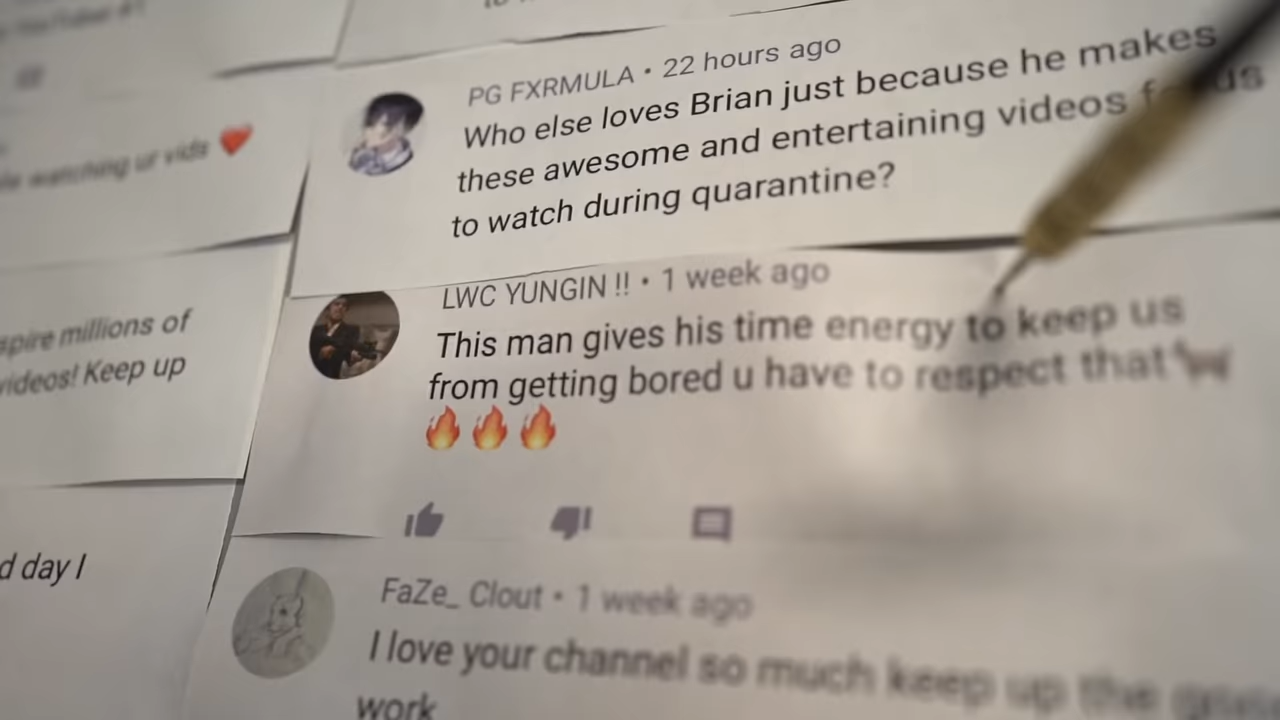 watching ur vids ❤️
spire millions of
videos! Keep up
d day I
PG FXRMULA • 22 hours ago
Who else loves Brian just because he makes
these awesome and entertaining videos us
to watch during quarantine?
LWC YUNGIN !! • 1 week ago
This man gives his time energy to keep us
from getting bored u have to respect that
🔥🔥🔥
FaZe_ Clout • 1 week ago
I love your channel so much keep up the
work